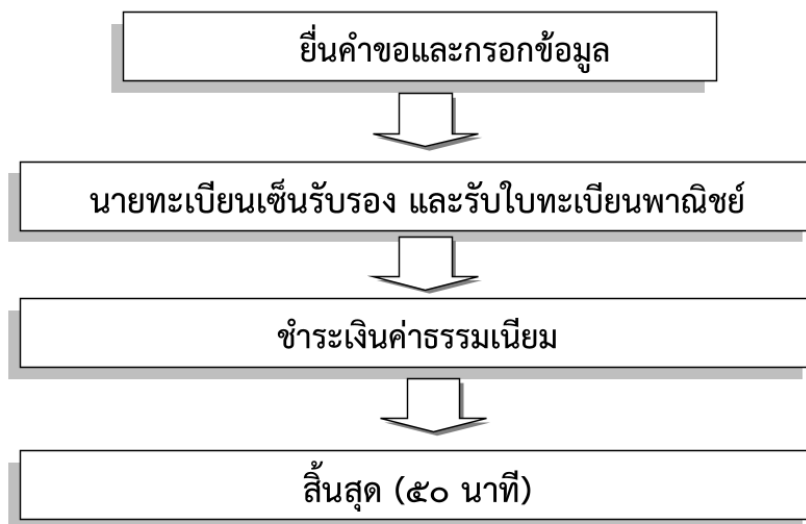 ยื่นคำขอและกรอกข้อมูล
นายทะเบียนเซ็นรับรอง และรับใบทะเบียนพาณิชย์
ชำระเงินค่าธรรมเนียม
สิ้นสุด (๕๐ นาที)